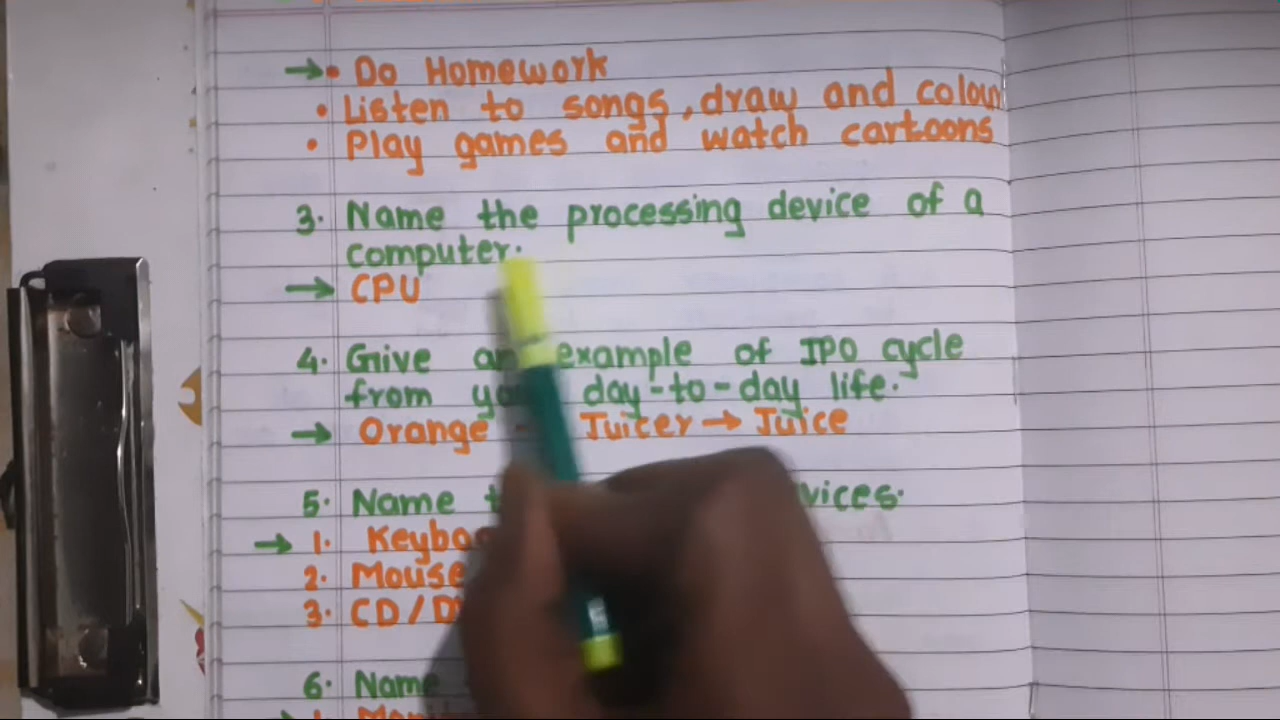 → • Do Homework
• Listen to songs, draw and colour
• Play games and watch cartoons
3. Name the processing device of a
computer.
→ CPU
4. Give an example of IPO cycle
from your day-to-day life.
→ Orange → Juicer → Juice
5. Name
→ 1. Keyboa
2. Mouse
3. CD/D
6. Name